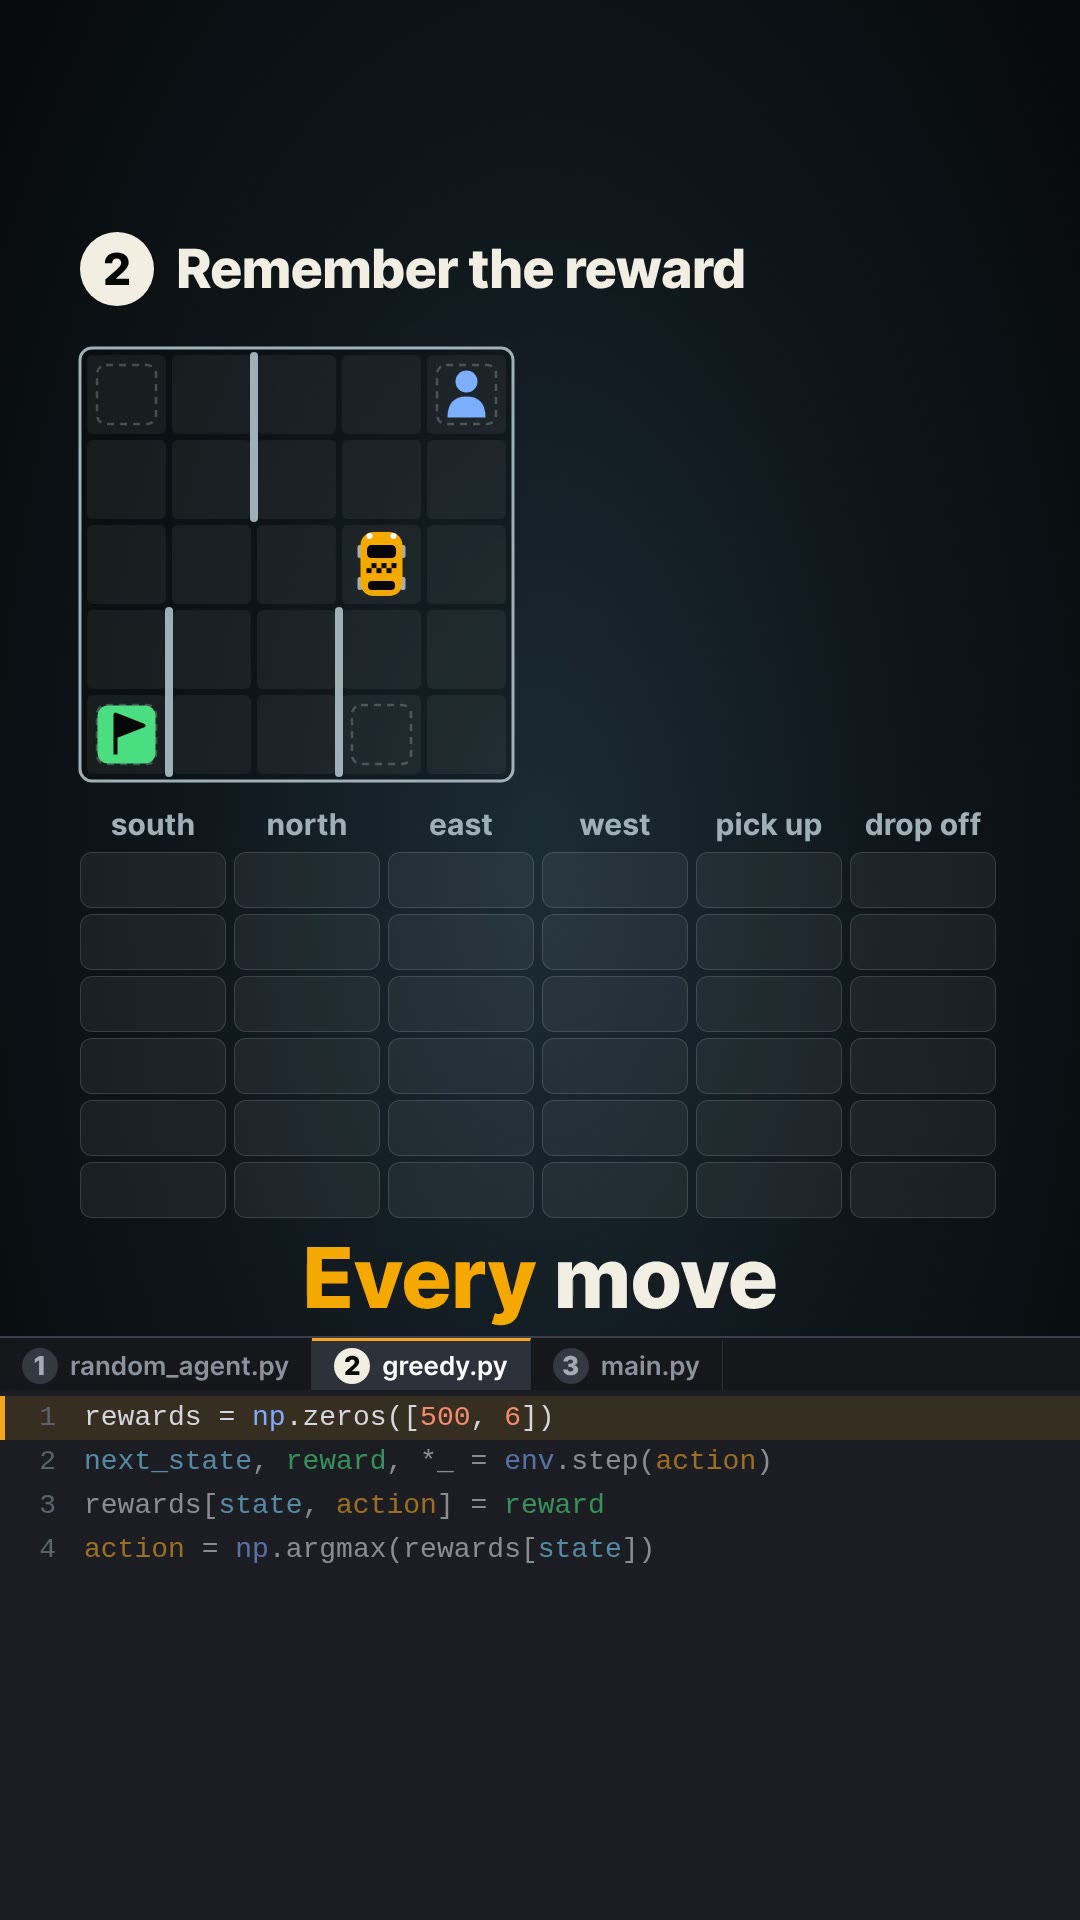 2 Remember the reward
south north east west pick up drop off
Every move
1 random_agent.py 2 greedy.py 3 main.py
1 rewards = np.zeros([500, 6])
2 next_state, reward, *_ = env.step(action)
3 rewards[state, action] = reward
4 action = np.argmax(rewards[state])